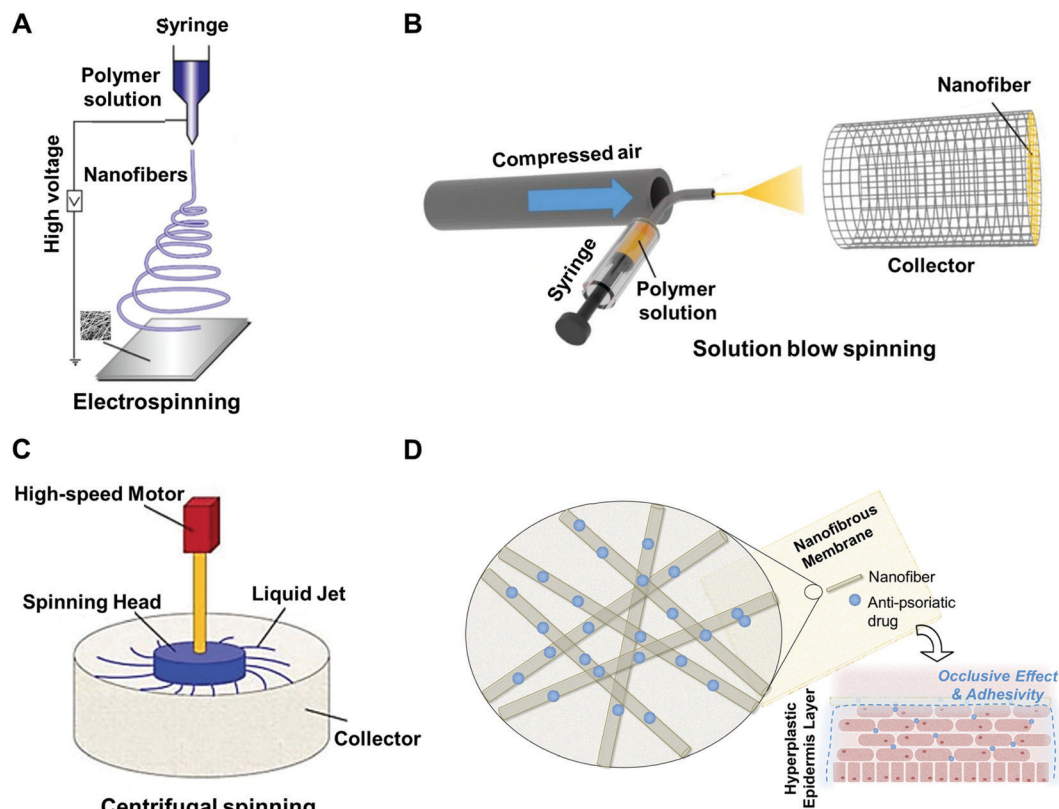 A
Syringe
Polymer
solution
High voltage
V
Nanofibers
Electrospinning
B
Nanofiber
Compressed air
Syringe
Polymer
solution
Collector
Solution blow spinning
C
High-speed Motor
Spinning Head
Liquid Jet
Collector
Centrifugal spinning
D
Nanofibrous
Membrane
Nanofiber
Anti-psoriatic
drug
Occlusive Effect
& Adhesivity
Hyperplastic
Epidermis Layer